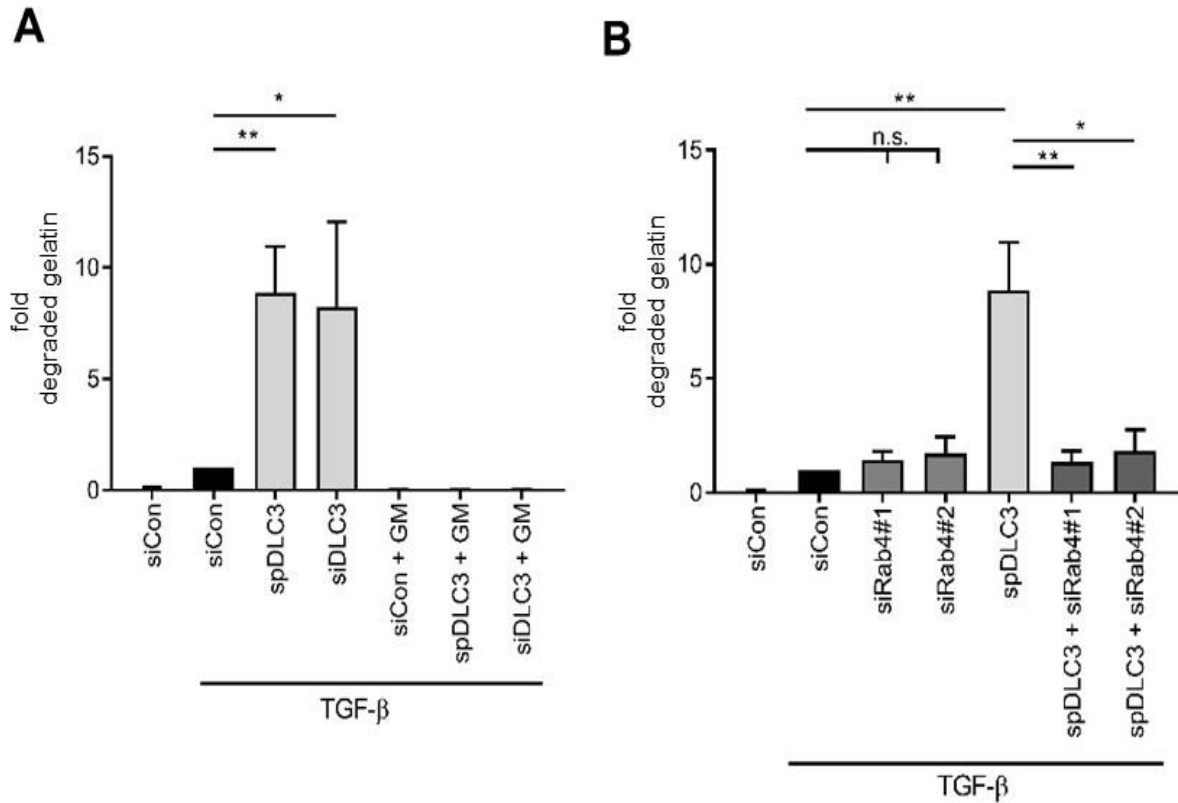 A
*
**
15
10
5
0
fold
degraded gelatin
siCon
siCon
spDLC3
siDLC3
siCon + GM
spDLC3 + GM
siDLC3 + GM
TGF-β
B
**
n.s.
*
**
15
10
5
0
fold
degraded gelatin
siCon
siCon
siRab4#1
siRab4#2
spDLC3
spDLC3 + siRab4#1
spDLC3 + siRab4#2
TGF-β